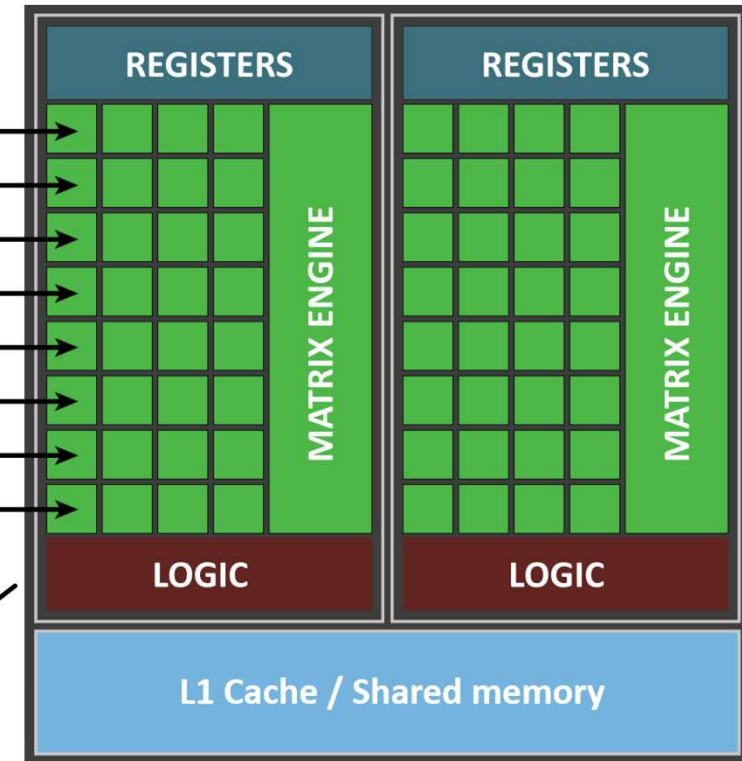 REGISTERS
REGISTERS
MATRIX ENGINE
MATRIX ENGINE
LOGIC
LOGIC
L1 Cache / Shared memory